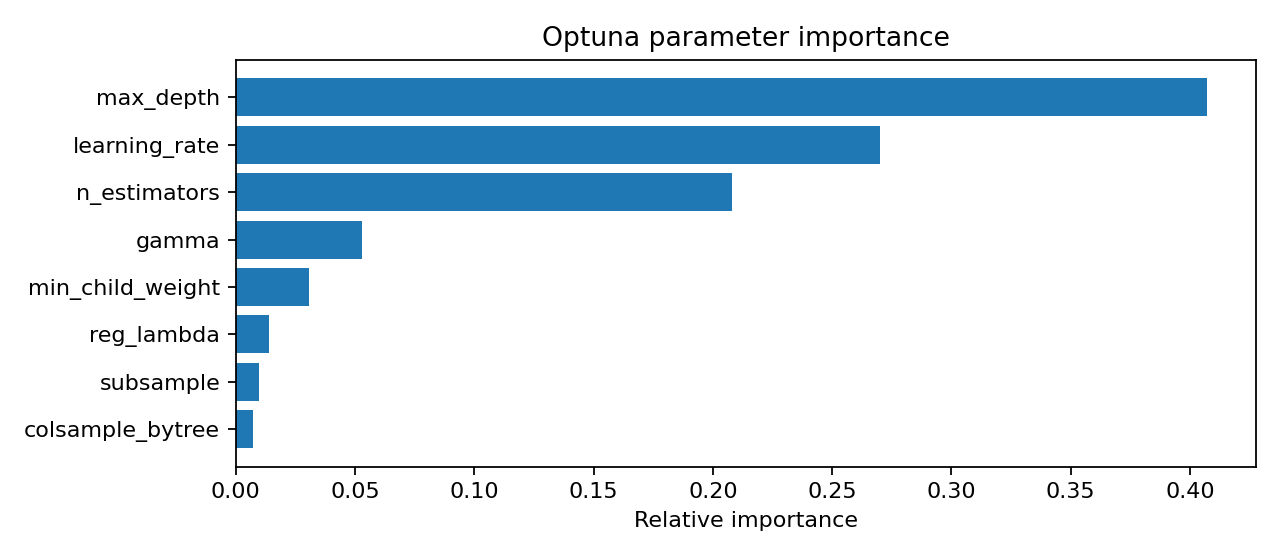 Optuna parameter importance
max_depth
learning_rate
n_estimators
gamma
min_child_weight
reg_lambda
subsample
colsample_bytree
0.00 0.05 0.10 0.15 0.20 0.25 0.30 0.35 0.40
Relative importance